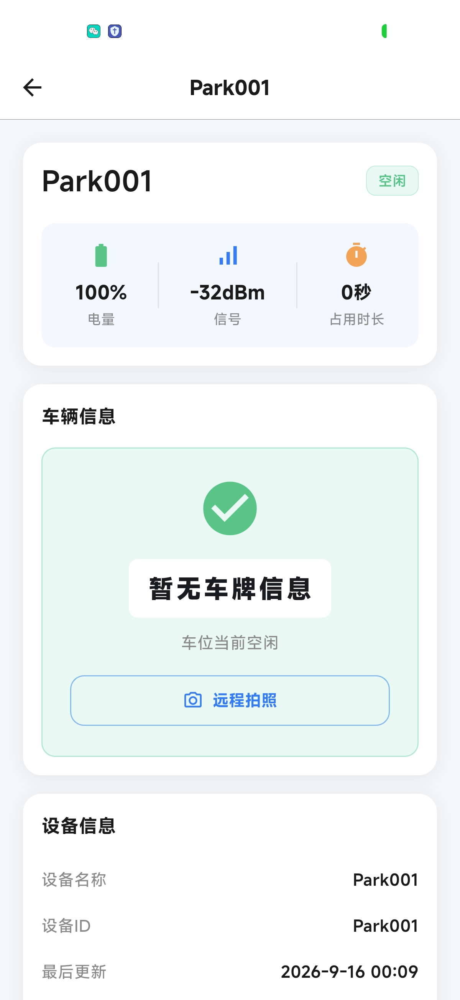 Park001
Park001
空闲
100%
-32dBm
0秒
电量
信号
占用时长
车辆信息
暂无车牌信息
车位当前空闲
远程拍照
设备信息
设备名称
Park001
设备ID
Park001
最后更新
2026-9-16 00:09